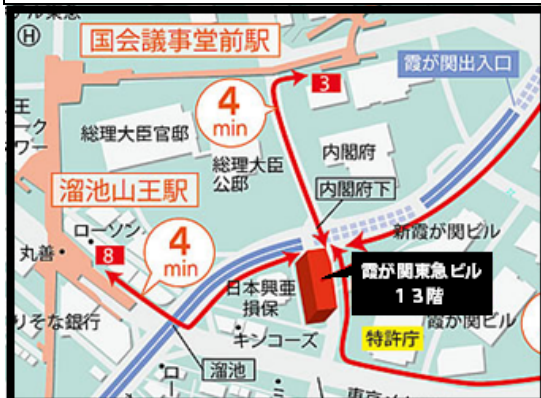 H
国会議事堂前駅
霞が関出入口
3
4
min
総理大臣官邸
総理大臣
公邸
内閣府
内閣府下
溜池山王駅
ローソン
8
4
min
丸善
新霞が関ビル
霞が関東急ビル
13階
日本興亜
損保
りそな銀行
キンコーズ
特許庁
霞が関ビル
溜池